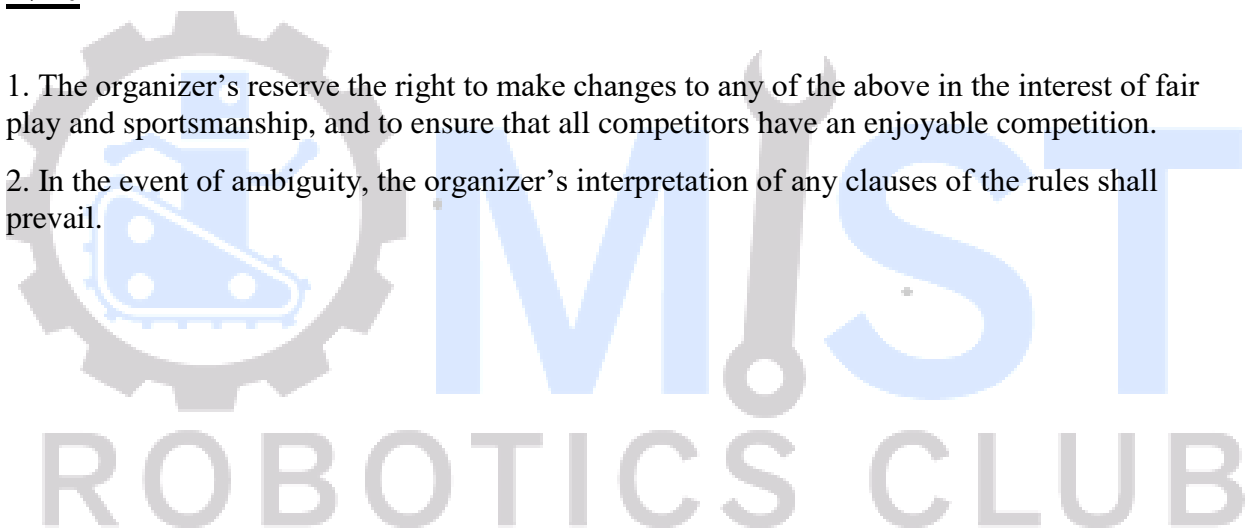 1. The organizer’s reserve the right to make changes to any of the above in the interest of fair
play and sportsmanship, and to ensure that all competitors have an enjoyable competition.
2. In the event of ambiguity, the organizer’s interpretation of any clauses of the rules shall
prevail.
MIST
ROBOTICS CLUB